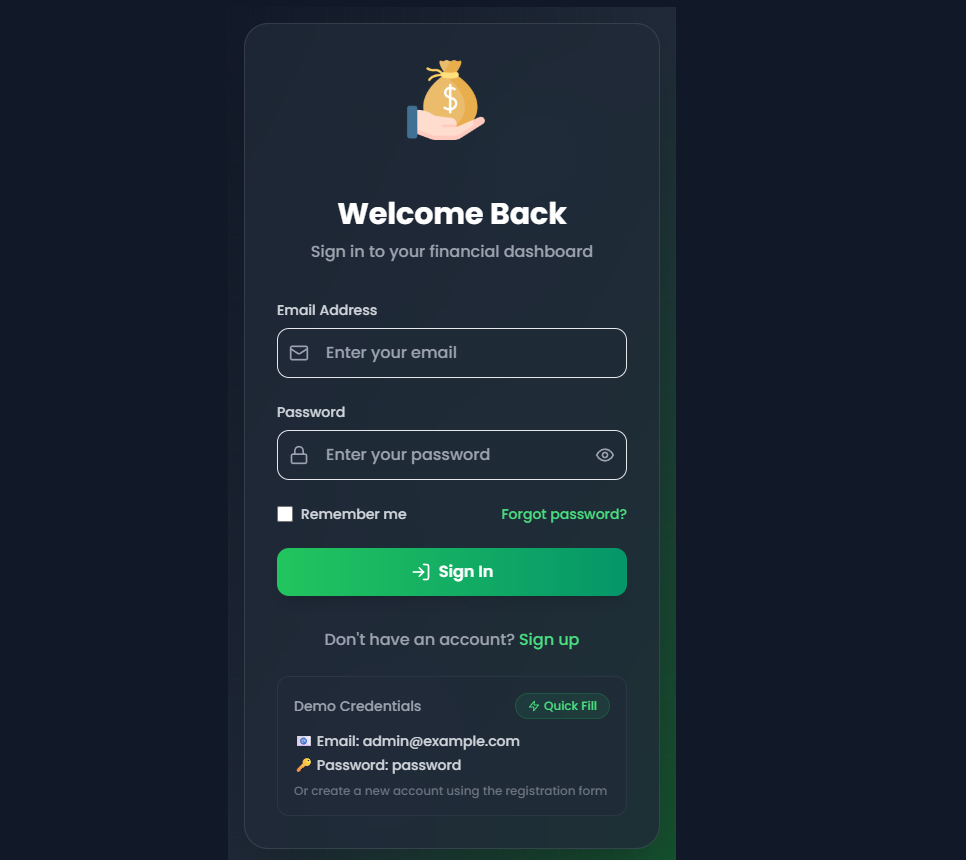 $
Welcome Back
Sign in to your financial dashboard
Email Address
Enter your email
Password
Enter your password
Remember me Forgot password?
Sign In
Don't have an account? Sign up
Demo Credentials Quick Fill
📧 Email: admin@example.com
🔑 Password: password
Or create a new account using the registration form